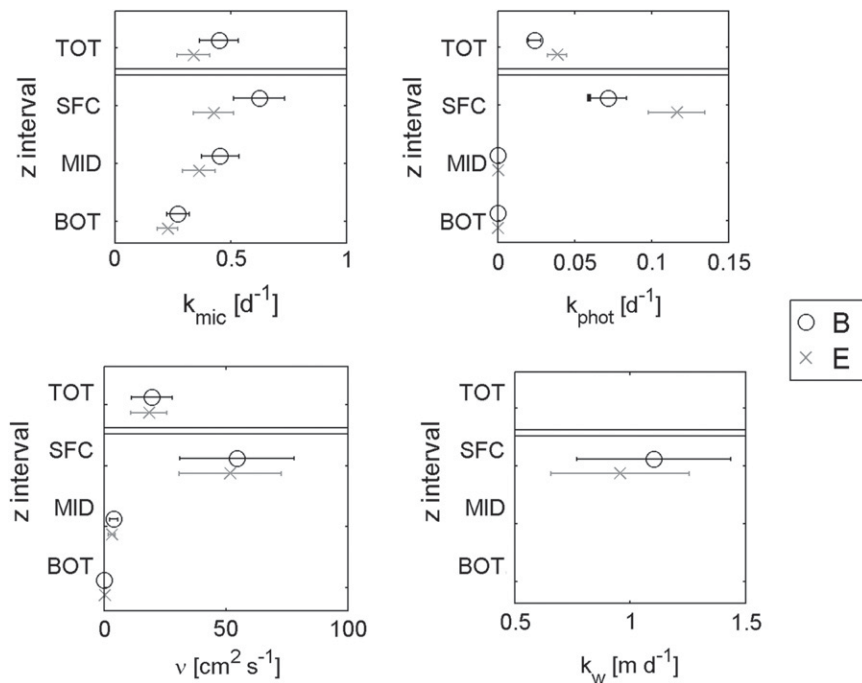 TOT
SFC
MID
BOT
z interval
0 0.5 1
k_mic [d⁻¹]
TOT
SFC
MID
BOT
z interval
0 0.05 0.1 0.15
k_phot [d⁻¹]
B
E
TOT
SFC
MID
BOT
z interval
0 50 100
ν [cm² s⁻¹]
TOT
SFC
MID
BOT
z interval
0.5 1 1.5
k_w [m d⁻¹]